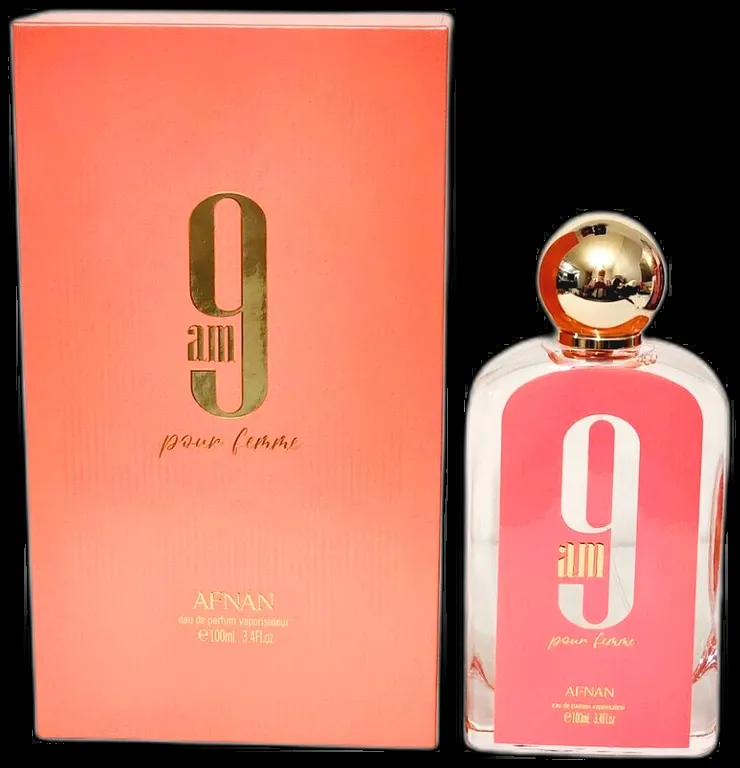 9
am
pour femme
AFNAN
eau de parfum vaporisateur
℮100ml. 3.4Fl.oz
9
am
pour femme
AFNAN
eau de parfum vaporisateur
℮100ml. 3.4Fl.oz